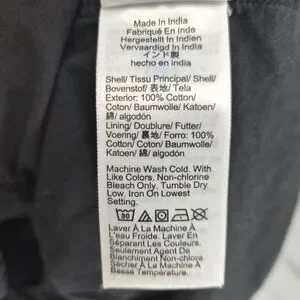 Made In India
Fabriqué En Inde
Hergestellt In Indien
Vervaardigd In India
インド製
hecho en india
Shell/ Tissu Principal/ Shell/
Bovenstof/ 表地/ Tela
Exterior: 100% Cotton/
Coton/ Baumwolle/ Katoen/
綿/ algodón
Lining/ Doublure/ Futter/
Voering/ 裏地/ Forro: 100%
Cotton/ Coton/ Baumwolle/
Katoen/ 綿/ algodón
Machine Wash Cold. With
Like Colors. Non-chlorine
Bleach Only. Tumble Dry
Low. Iron On Lowest
Setting.
30
Laver À La Machine À
L'eau Froide. Laver En
Séparant Les Couleurs.
Seulement Agent De
Blanchiment Non-Chlore.
Sécher À La Machine À
Basse Température.